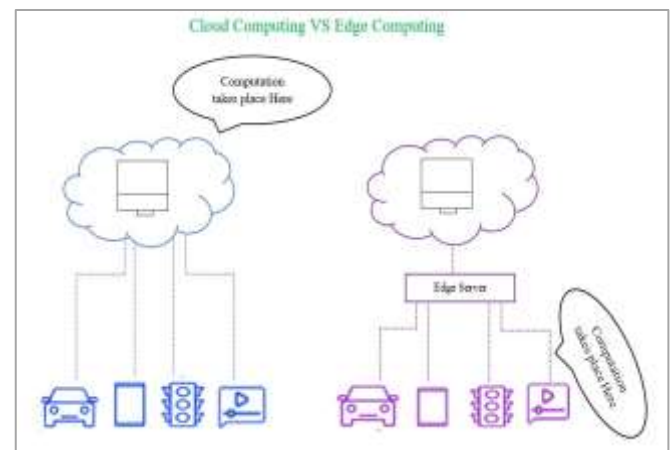 Cloud Computing VS Edge Computing
Computation
takes place Here
Edge Server
Computation
takes place Here